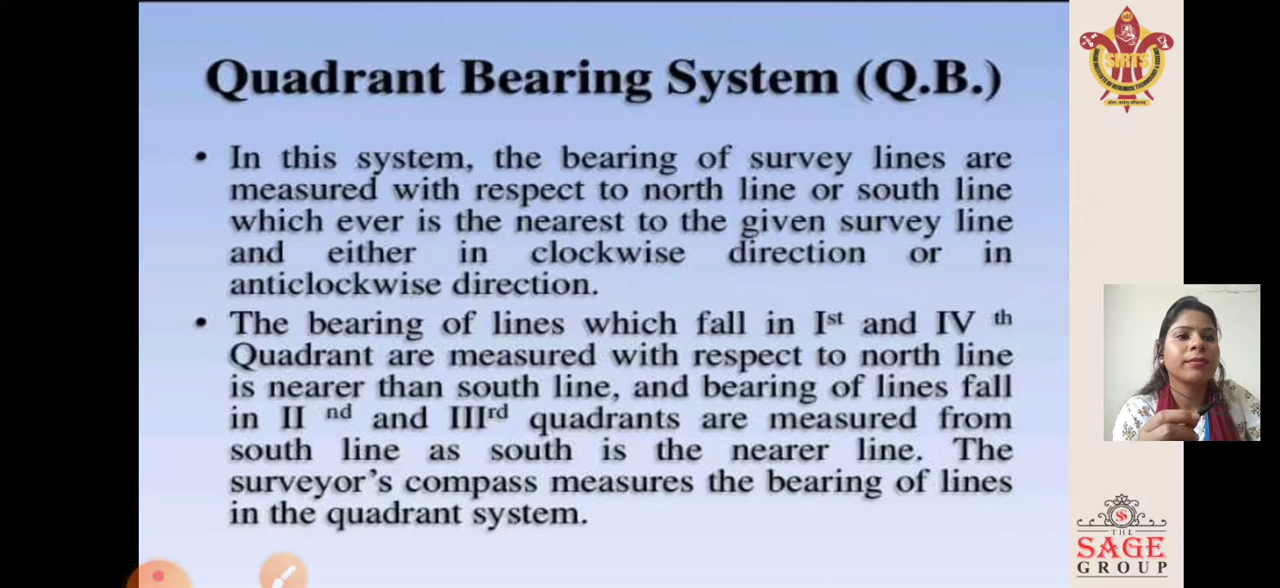 Quadrant Bearing System (Q.B.)
• In this system, the bearing of survey lines are
measured with respect to north line or south line
which ever is the nearest to the given survey line
and either in clockwise direction or in
anticlockwise direction.
• The bearing of lines which fall in Ist and IV th
Quadrant are measured with respect to north line
is nearer than south line, and bearing of lines fall
in II nd and IIIrd quadrants are measured from
south line as south is the nearer line. The
surveyor's compass measures the bearing of lines
in the quadrant system.
SIRTS
THE
SAGE
GROUP